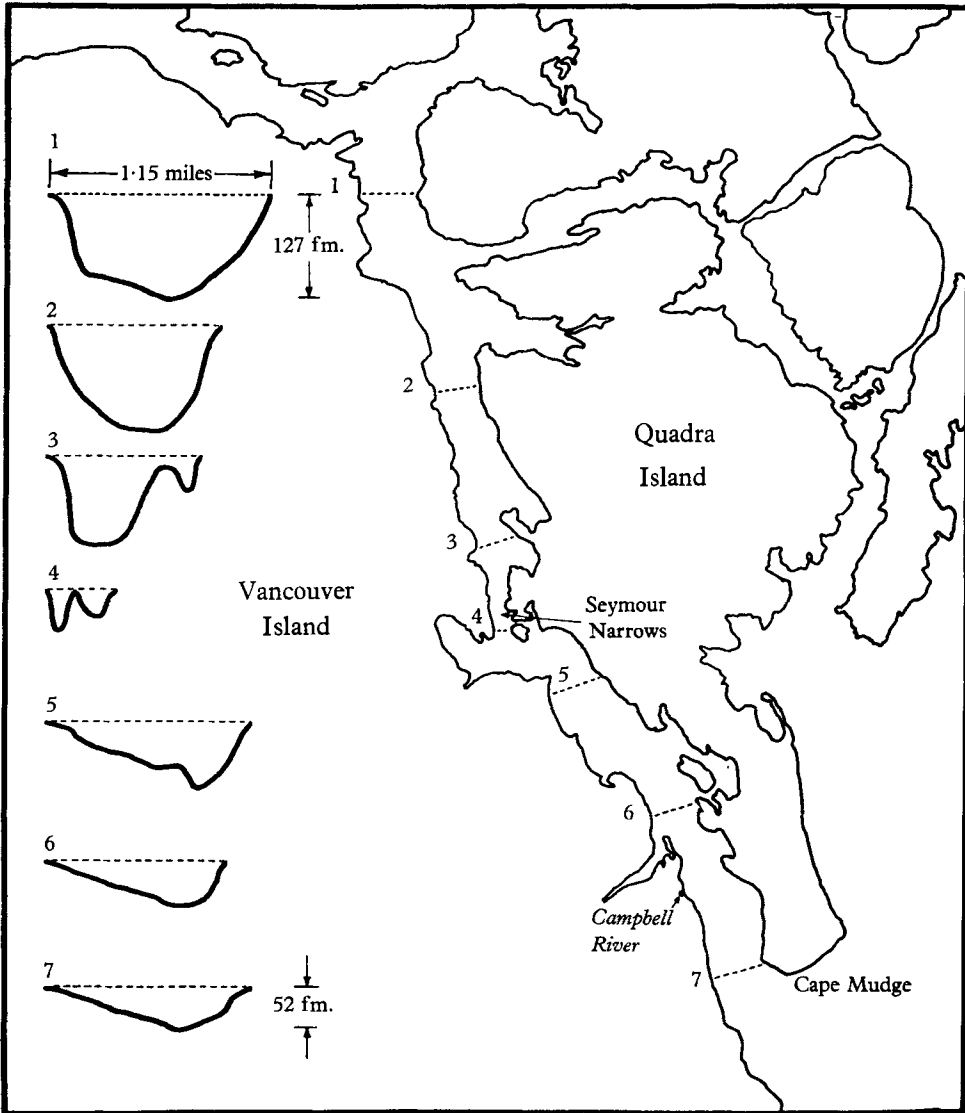 1
1·15 miles
127 fm.
2
3
4
5
6
7
52 fm.
1
2
3
4
5
6
7
Quadra
Island
Vancouver
Island
Seymour
Narrows
Campbell
River
Cape Mudge